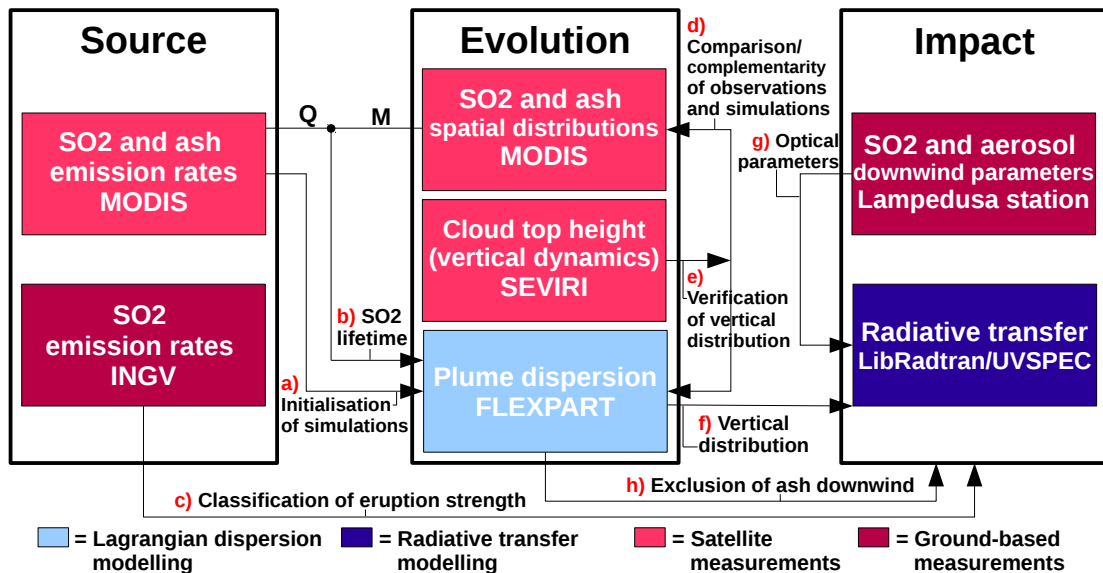 Source
SO2 and ash
emission rates
MODIS
SO2
emission rates
INGV
Q
M
b) SO2
lifetime
a)
Initialisation
of simulations
c) Classification of eruption strength
Evolution
SO2 and ash
spatial distributions
MODIS
Cloud top height
(vertical dynamics)
SEVIRI
Plume dispersion
FLEXPART
d)
Comparison/
complementarity
of observations
and simulations
g) Optical
parameters
e)
Verification
of vertical
distribution
f) Vertical
distribution
h) Exclusion of ash downwind
Impact
SO2 and aerosol
downwind parameters
Lampedusa station
Radiative transfer
LibRadtran/UVSPEC
= Lagrangian dispersion
modelling
= Radiative transfer
modelling
= Satellite
measurements
= Ground-based
measurements